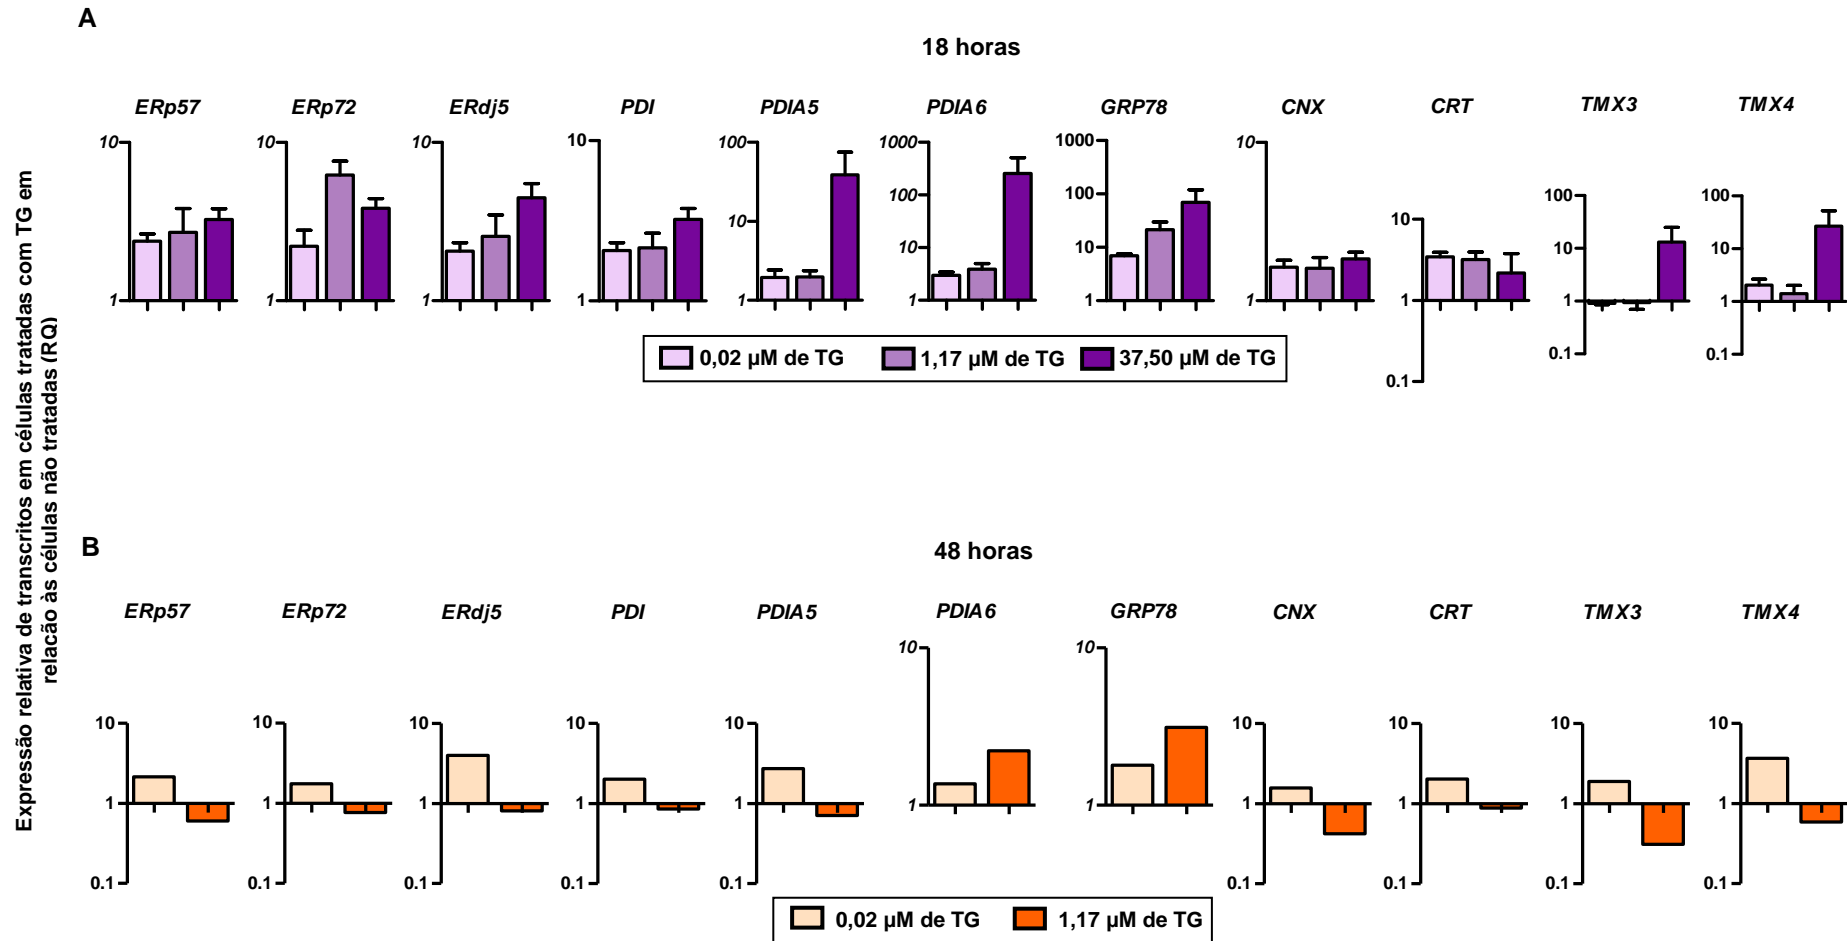 A
18 horas
ERp57 ERp72 ERdj5 PDI PDIA5 PDIA6 GRP78 CNX CRT TMX3 TMX4
10 10 10 10 100 1000 1000 10
100 100
100 100
10 10 10 10
10 10
1 1 1 1 1 1 1 1 1 1 1
0.1 0.1
0.1
0,02 µM de TG 1,17 µM de TG 37,50 µM de TG
Expressão relativa de transcritos em células tratadas com TG em
relacão às células não tratadas (RQ)
B
48 horas
ERp57 ERp72 ERdj5 PDI PDIA5 PDIA6 GRP78 CNX CRT TMX3 TMX4
10 10
10 10 10 10 10 10 10 10 10
1 1 1 1 1 1 1 1 1 1 1
0.1 0.1 0.1 0.1 0.1 0.1 0.1 0.1 0.1
0,02 µM de TG 1,17 µM de TG